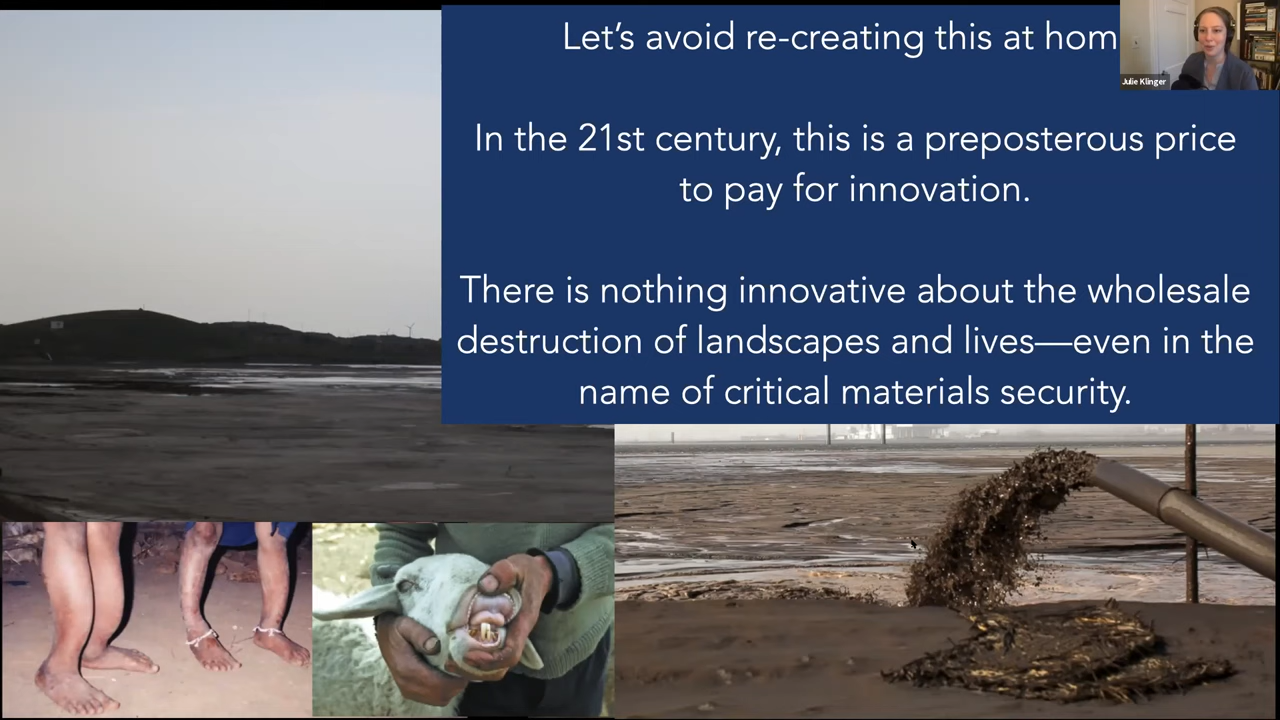 Let's avoid re-creating this at hom
Julie Klinger
In the 21st century, this is a preposterous price
to pay for innovation.
There is nothing innovative about the wholesale
destruction of landscapes and lives—even in the
name of critical materials security.